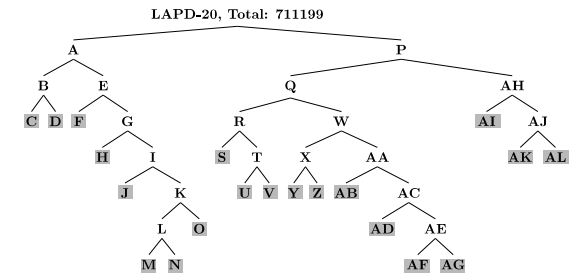 LAPD-20, Total: 711199
A P
B E Q AH
C D F G R W AI AJ
H I S T X AA AK AL
J K U V Y Z AB AC
L O AD AE
M N AF AG